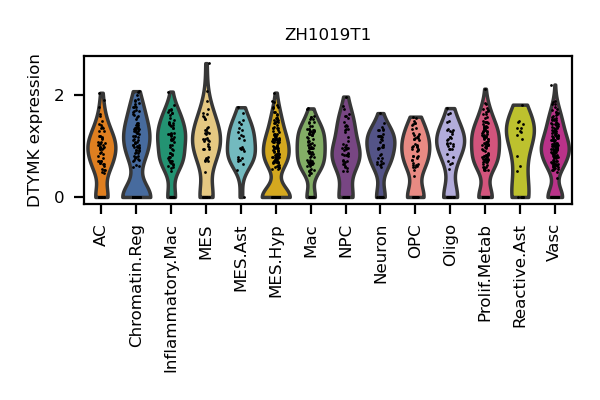 ZH1019T1
DTYMK expression
2
0
AC
Chromatin.Reg
Inflammatory.Mac
MES
MES.Ast
MES.Hyp
Mac
NPC
Neuron
OPC
Oligo
Prolif.Metab
Reactive.Ast
Vasc